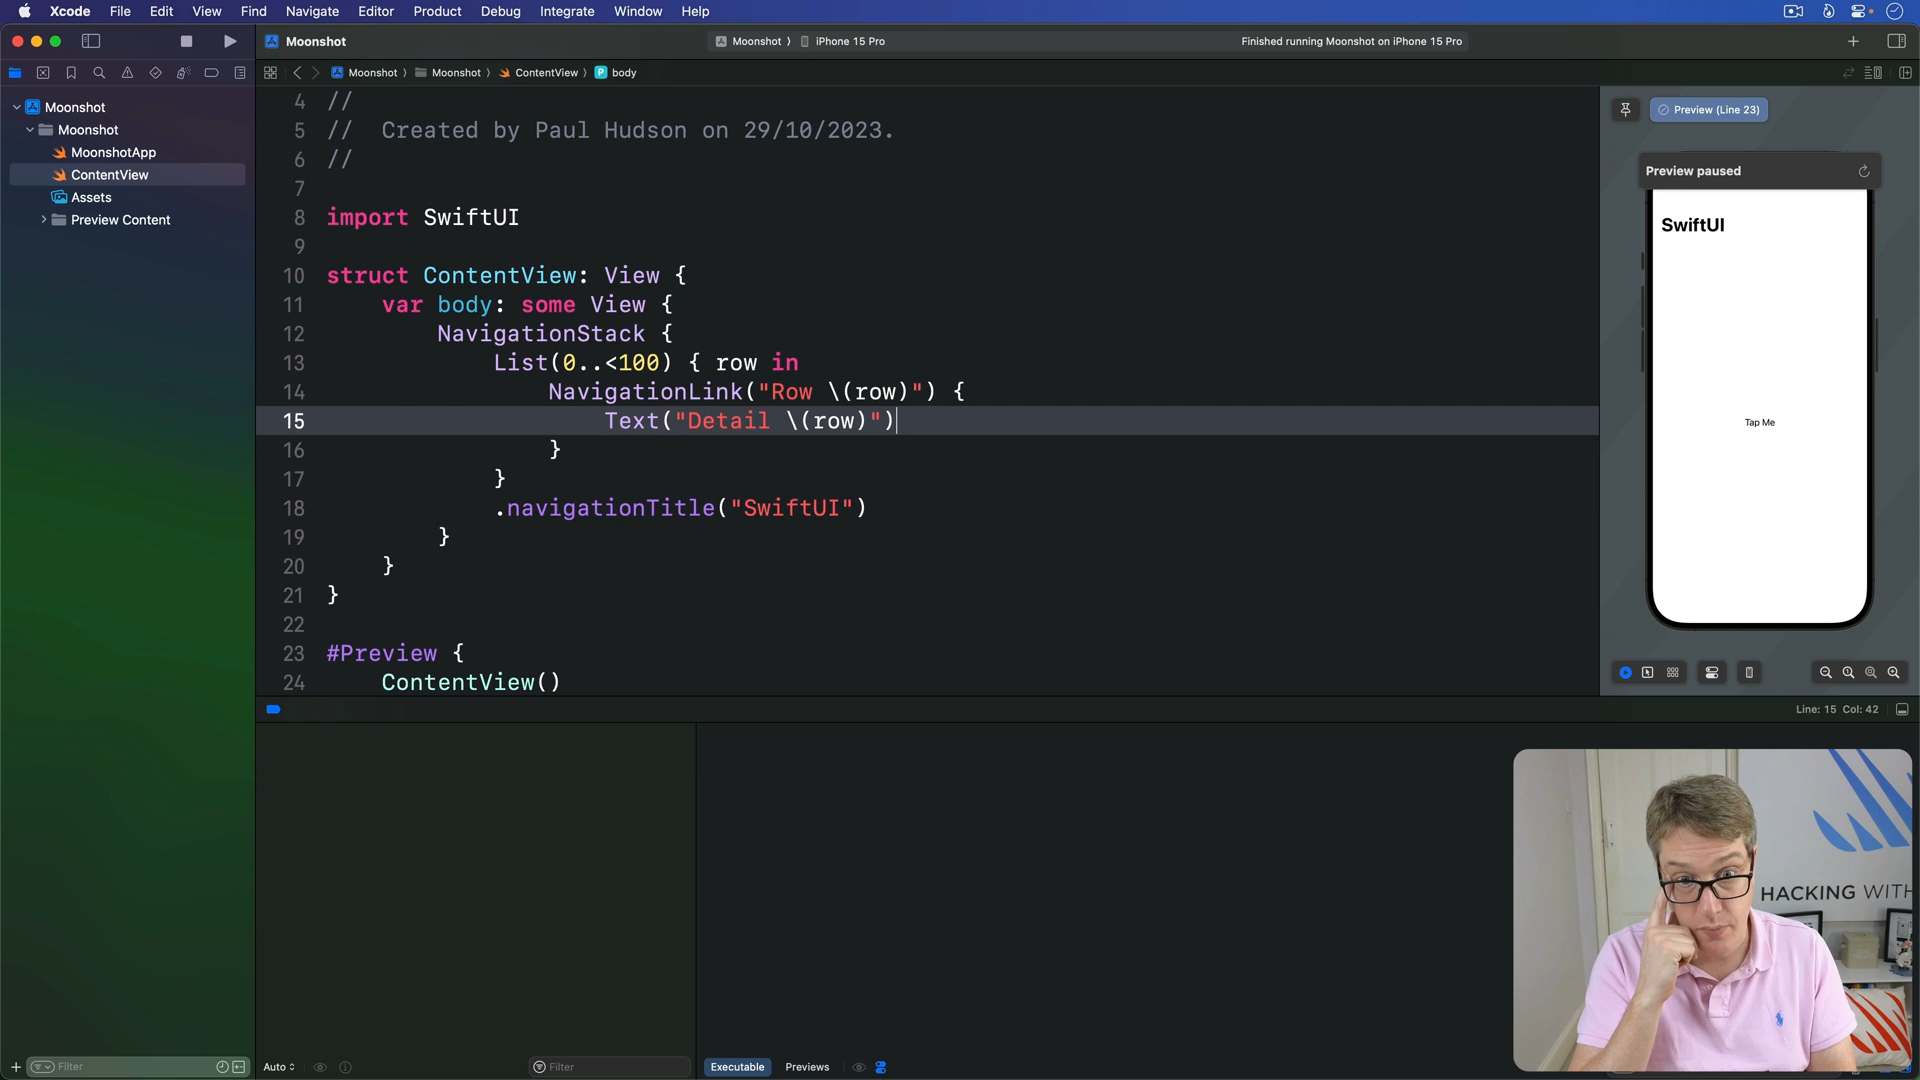 Xcode File Edit View Find Navigate Editor Product Debug Integrate Window Help
Moonshot
Moonshot iPhone 15 Pro
Finished running Moonshot on iPhone 15 Pro
Moonshot Moonshot ContentView body
Moonshot
Moonshot
MoonshotApp
ContentView
Assets
Preview Content
4 //
5 // Created by Paul Hudson on 29/10/2023.
6 //
7
8 import SwiftUI
9
10 struct ContentView: View {
11 var body: some View {
12 NavigationStack {
13 List(0..<100) { row in
14 NavigationLink("Row \(row)") {
15 Text("Detail \(row)")
16 }
17 }
18 .navigationTitle("SwiftUI")
19 }
20 }
21 }
22
23 #Preview {
24 ContentView()
Preview (Line 23)
Preview paused
SwiftUI
Tap Me
Line: 15 Col: 42
HACKING WITH
Filter
Auto
Filter
Executable
Previews